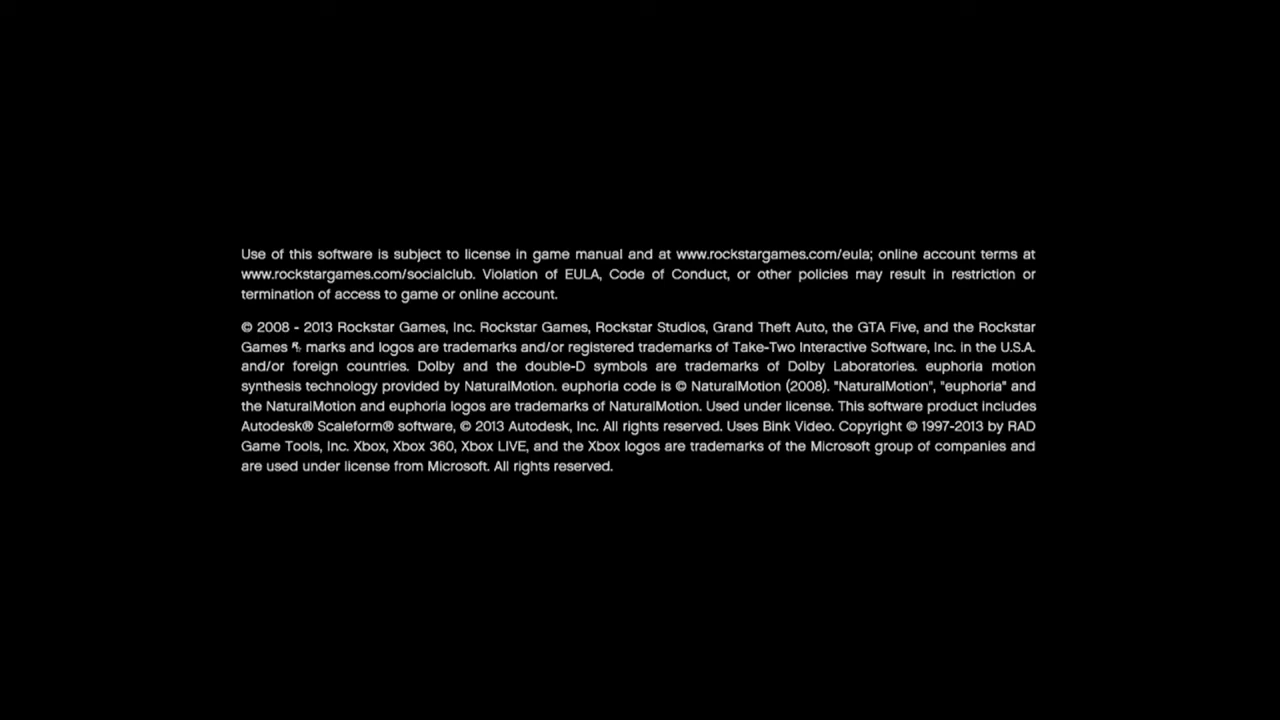 Use of this software is subject to license in game manual and at www.rockstargames.com/eula; online account terms at
www.rockstargames.com/socialclub. Violation of EULA, Code of Conduct, or other policies may result in restriction or
termination of access to game or online account.
© 2008 - 2013 Rockstar Games, Inc. Rockstar Games, Rockstar Studios, Grand Theft Auto, the GTA Five, and the Rockstar
Games marks and logos are trademarks and/or registered trademarks of Take-Two Interactive Software, Inc. in the U.S.A.
and/or foreign countries. Dolby and the double-D symbols are trademarks of Dolby Laboratories. euphoria motion
synthesis technology provided by NaturalMotion. euphoria code is © NaturalMotion (2008). "NaturalMotion", "euphoria" and
the NaturalMotion and euphoria logos are trademarks of NaturalMotion. Used under license. This software product includes
Autodesk® Scaleform® software, © 2013 Autodesk, Inc. All rights reserved. Uses Bink Video. Copyright © 1997-2013 by RAD
Game Tools, Inc. Xbox, Xbox 360, Xbox LIVE, and the Xbox logos are trademarks of the Microsoft group of companies and
are used under license from Microsoft. All rights reserved.